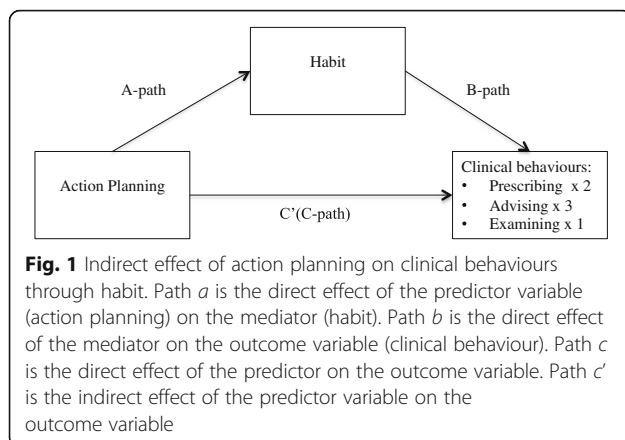 Habit
A-path
B-path
Action Planning
C'(C-path)
Clinical behaviours:
• Prescribing x 2
• Advising x 3
• Examining x 1
Fig. 1 Indirect effect of action planning on clinical behaviours
through habit. Path a is the direct effect of the predictor variable
(action planning) on the mediator (habit). Path b is the direct effect
of the mediator on the outcome variable (clinical behaviour). Path c
is the direct effect of the predictor on the outcome variable. Path c'
is the indirect effect of the predictor variable on the
outcome variable